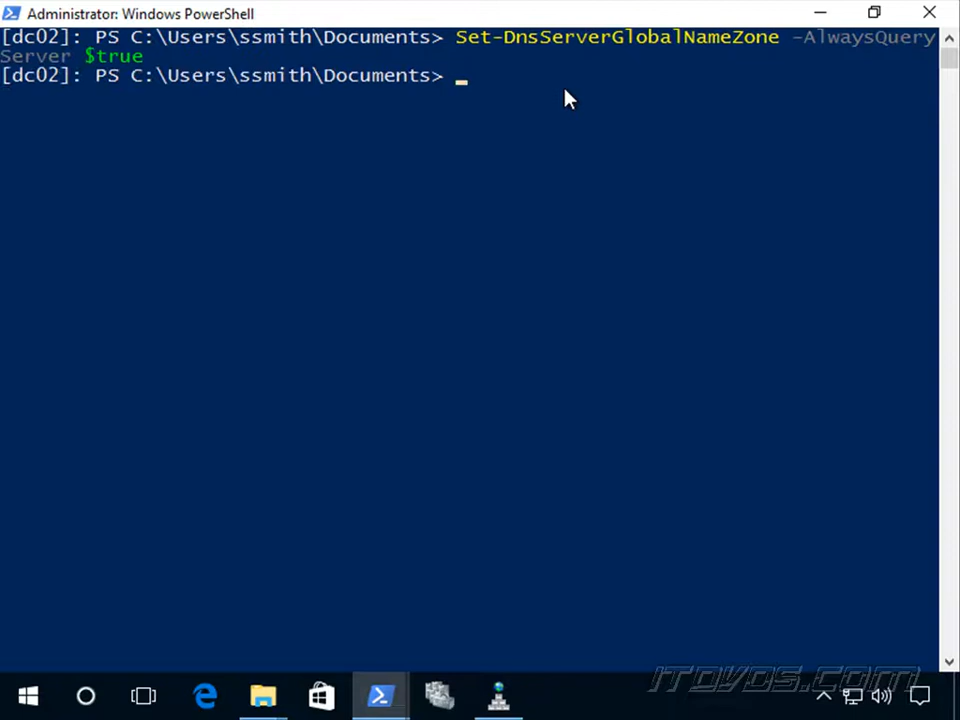 Administrator: Windows PowerShell
[dc02]: PS C:\Users\ssmith\Documents> Set-DnsServerGlobalNameZone -AlwaysQuery
Server $true
[dc02]: PS C:\Users\ssmith\Documents>
ITdvds.com